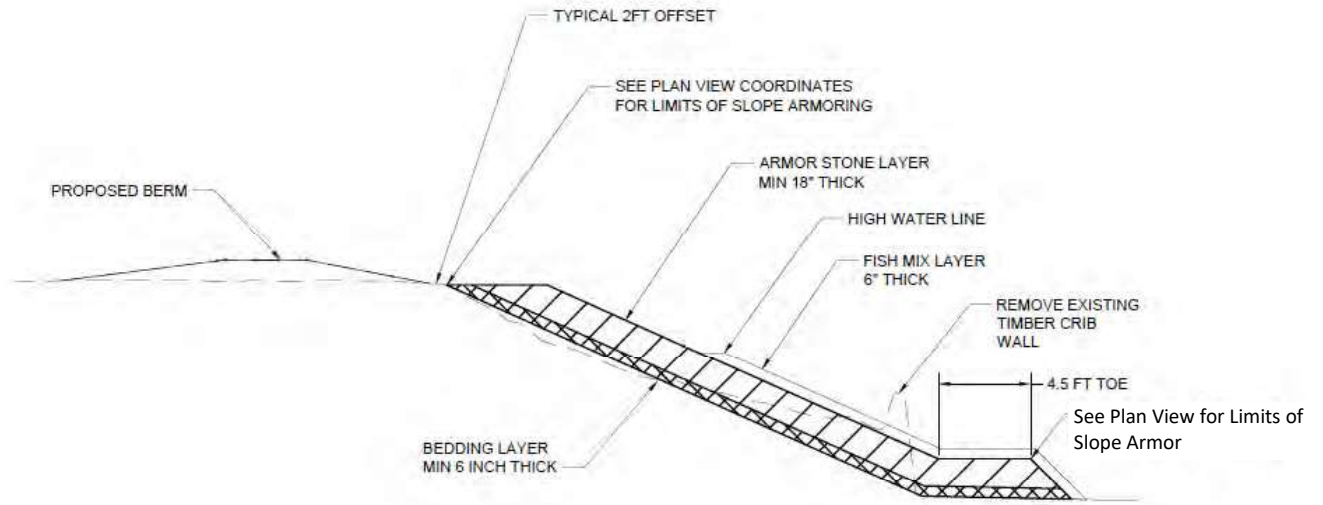 TYPICAL 2FT OFFSET
SEE PLAN VIEW COORDINATES
FOR LIMITS OF SLOPE ARMORING
ARMOR STONE LAYER
MIN 18" THICK
PROPOSED BERM
HIGH WATER LINE
FISH MIX LAYER
6" THICK
REMOVE EXISTING
TIMBER CRIB
WALL
4.5 FT TOE
See Plan View for Limits of
Slope Armor
BEDDING LAYER
MIN 6 INCH THICK